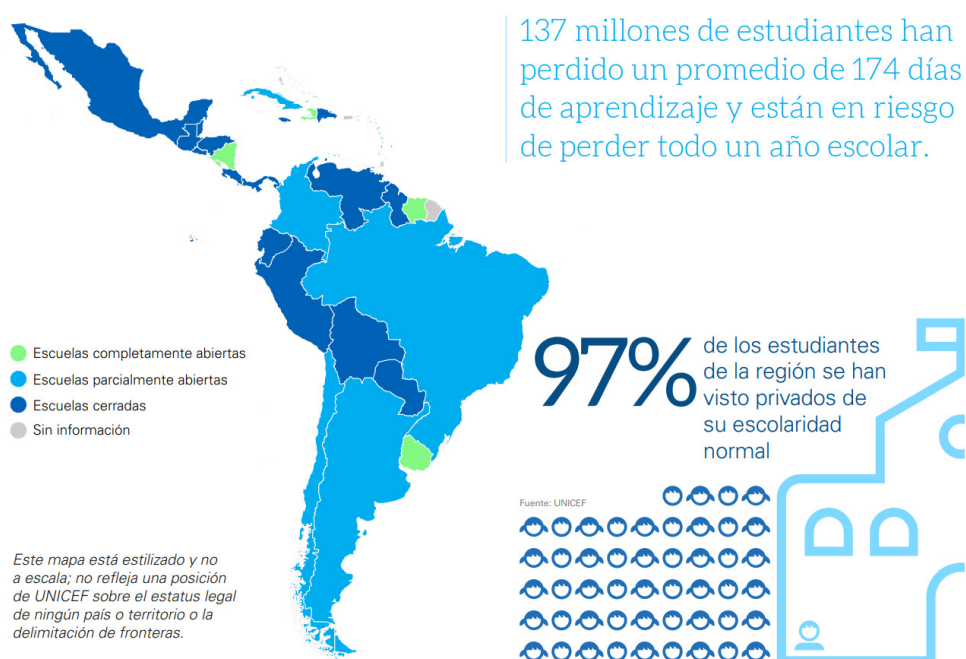 137 millones de estudiantes han
perdido un promedio de 174 días
de aprendizaje y están en riesgo
de perder todo un año escolar.
Escuelas completamente abiertas
Escuelas parcialmente abiertas
Escuelas cerradas
Sin información
97%
de los estudiantes
de la región se han
visto privados de
su escolaridad
normal
Fuente: UNICEF
Este mapa está estilizado y no
a escala; no refleja una posición
de UNICEF sobre el estatus legal
de ningún país o territorio o la
delimitación de fronteras.